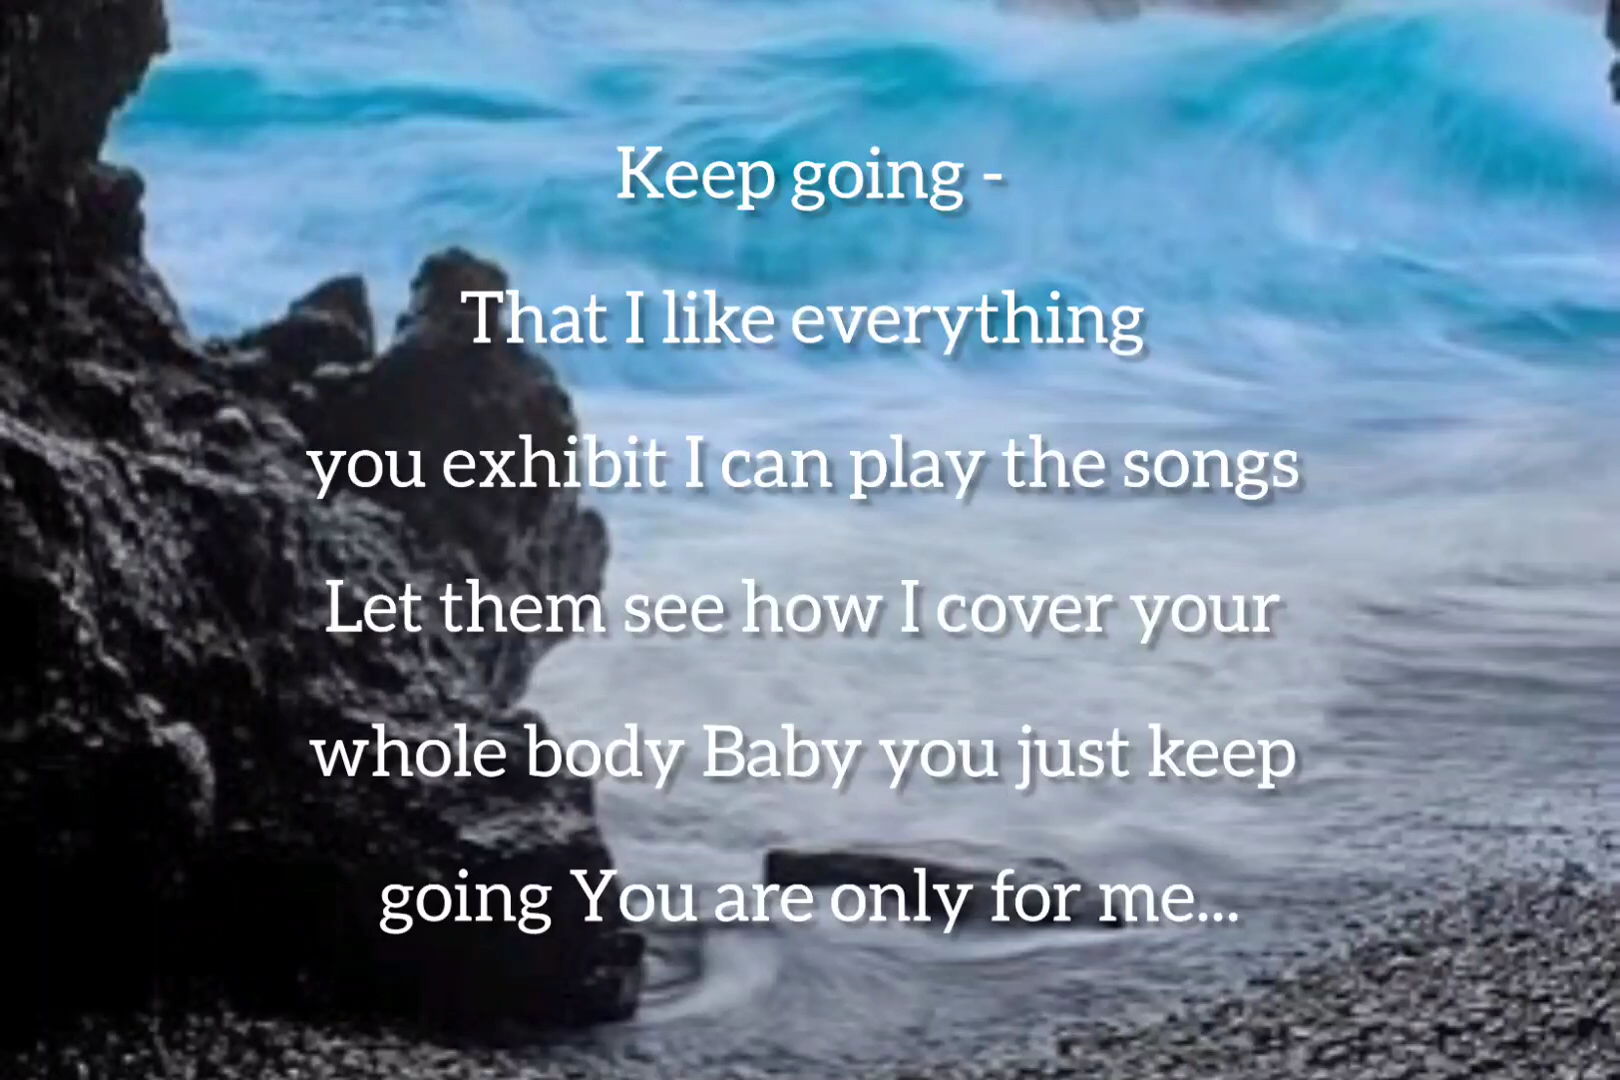 Keep going -
That I like everything
you exhibit I can play the songs
Let them see how I cover your
whole body Baby you just keep
going You are only for me...